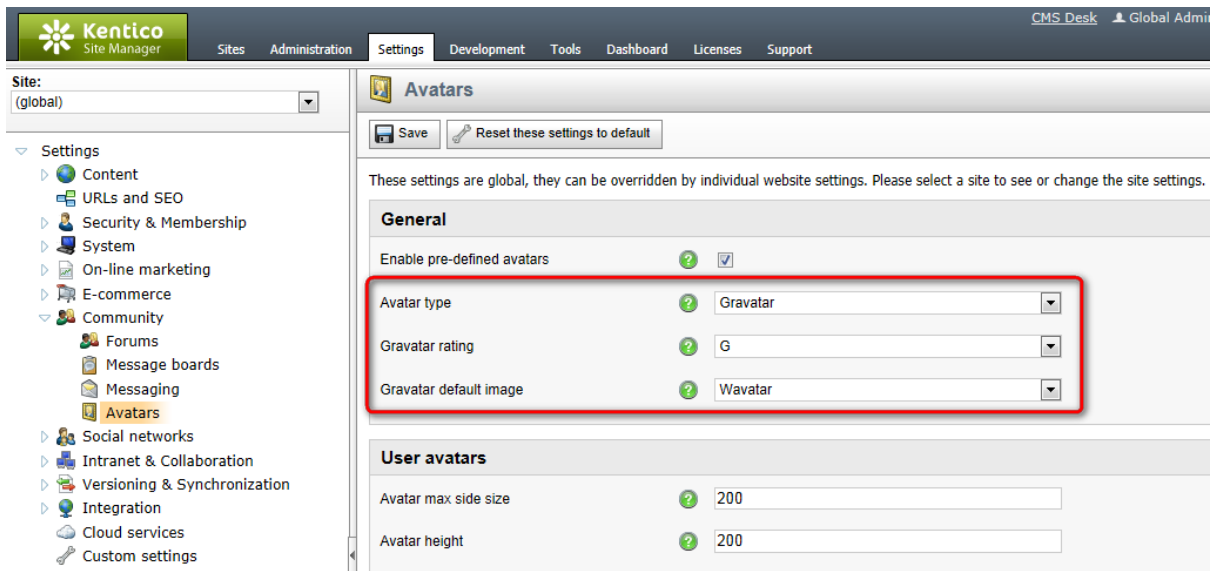 CMS Desk Global Admi
Kentico
Site Manager
Sites Administration Settings Development Tools Dashboard Licenses Support
Site:
(global)
Settings
Content
URLs and SEO
Security & Membership
System
On-line marketing
E-commerce
Community
Forums
Message boards
Messaging
Avatars
Social networks
Intranet & Collaboration
Versioning & Synchronization
Integration
Cloud services
Custom settings
Avatars
Save Reset these settings to default
These settings are global, they can be overridden by individual website settings. Please select a site to see or change the site settings.
General
Enable pre-defined avatars
Avatar type Gravatar
Gravatar rating G
Gravatar default image Wavatar
User avatars
Avatar max side size 200
Avatar height 200